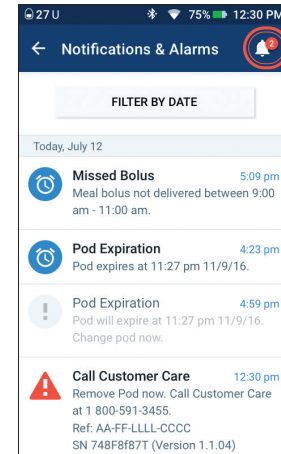 27 U 75% 12:30 PM
Notifications & Alarms 2
FILTER BY DATE
Today, July 12
Missed Bolus 5:09 pm
Meal bolus not delivered between 9:00
am - 11:00 am.
Pod Expiration 4:23 pm
Pod expires at 11:27 pm 11/9/16.
Pod Expiration 4:59 pm
Pod will expire at 11:27 pm 11/9/16.
Change pod now.
Call Customer Care 12:30 pm
Remove Pod now. Call Customer Care
at 1 800-591-3455.
Ref: AA-FF-LLLL-CCCC
SN 748F8f87T (Version 1.1.04)